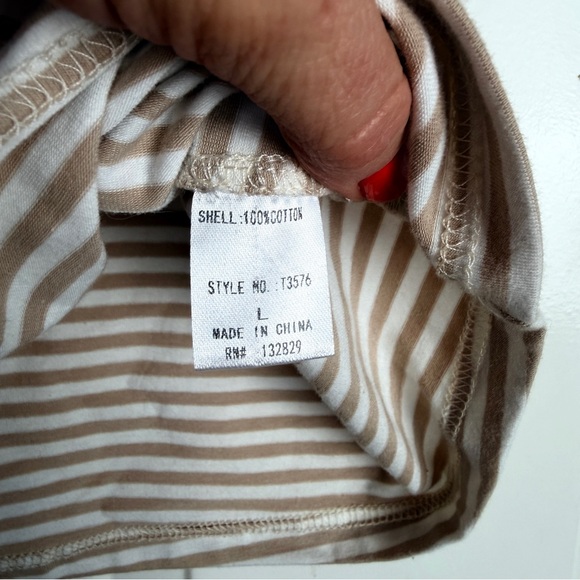 SHELL:100%COTTON
STYLE NO.:T3576
L
MADE IN CHINA
RN# 132829